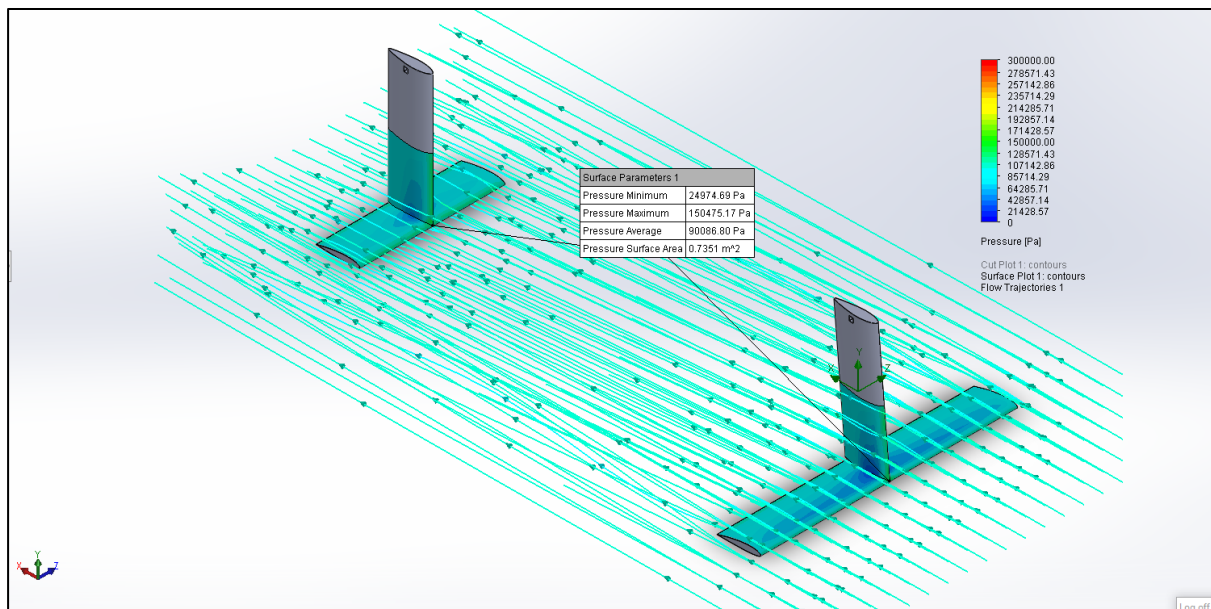 300000.00
278571.43
257142.86
235714.29
214285.71
192857.14
171428.57
150000.00
128571.43
107142.86
85714.29
64285.71
42857.14
21428.57
0
Pressure [Pa]
Cut Plot 1: contours
Surface Plot 1: contours
Flow Trajectories 1
Surface Parameters 1
Pressure Minimum 24974.69 Pa
Pressure Maximum 150475.17 Pa
Pressure Average 90086.80 Pa
Pressure Surface Area 0.7351 m^2
Y
X Z
Y
X Z
Log off